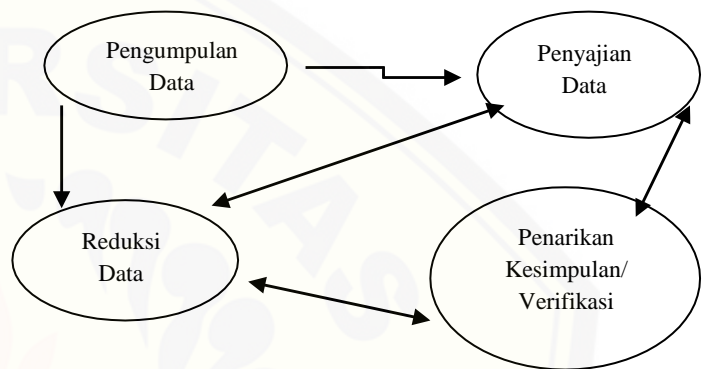 Pengumpulan
Data
Penyajian
Data
Reduksi
Data
Penarikan
Kesimpulan/
Verifikasi